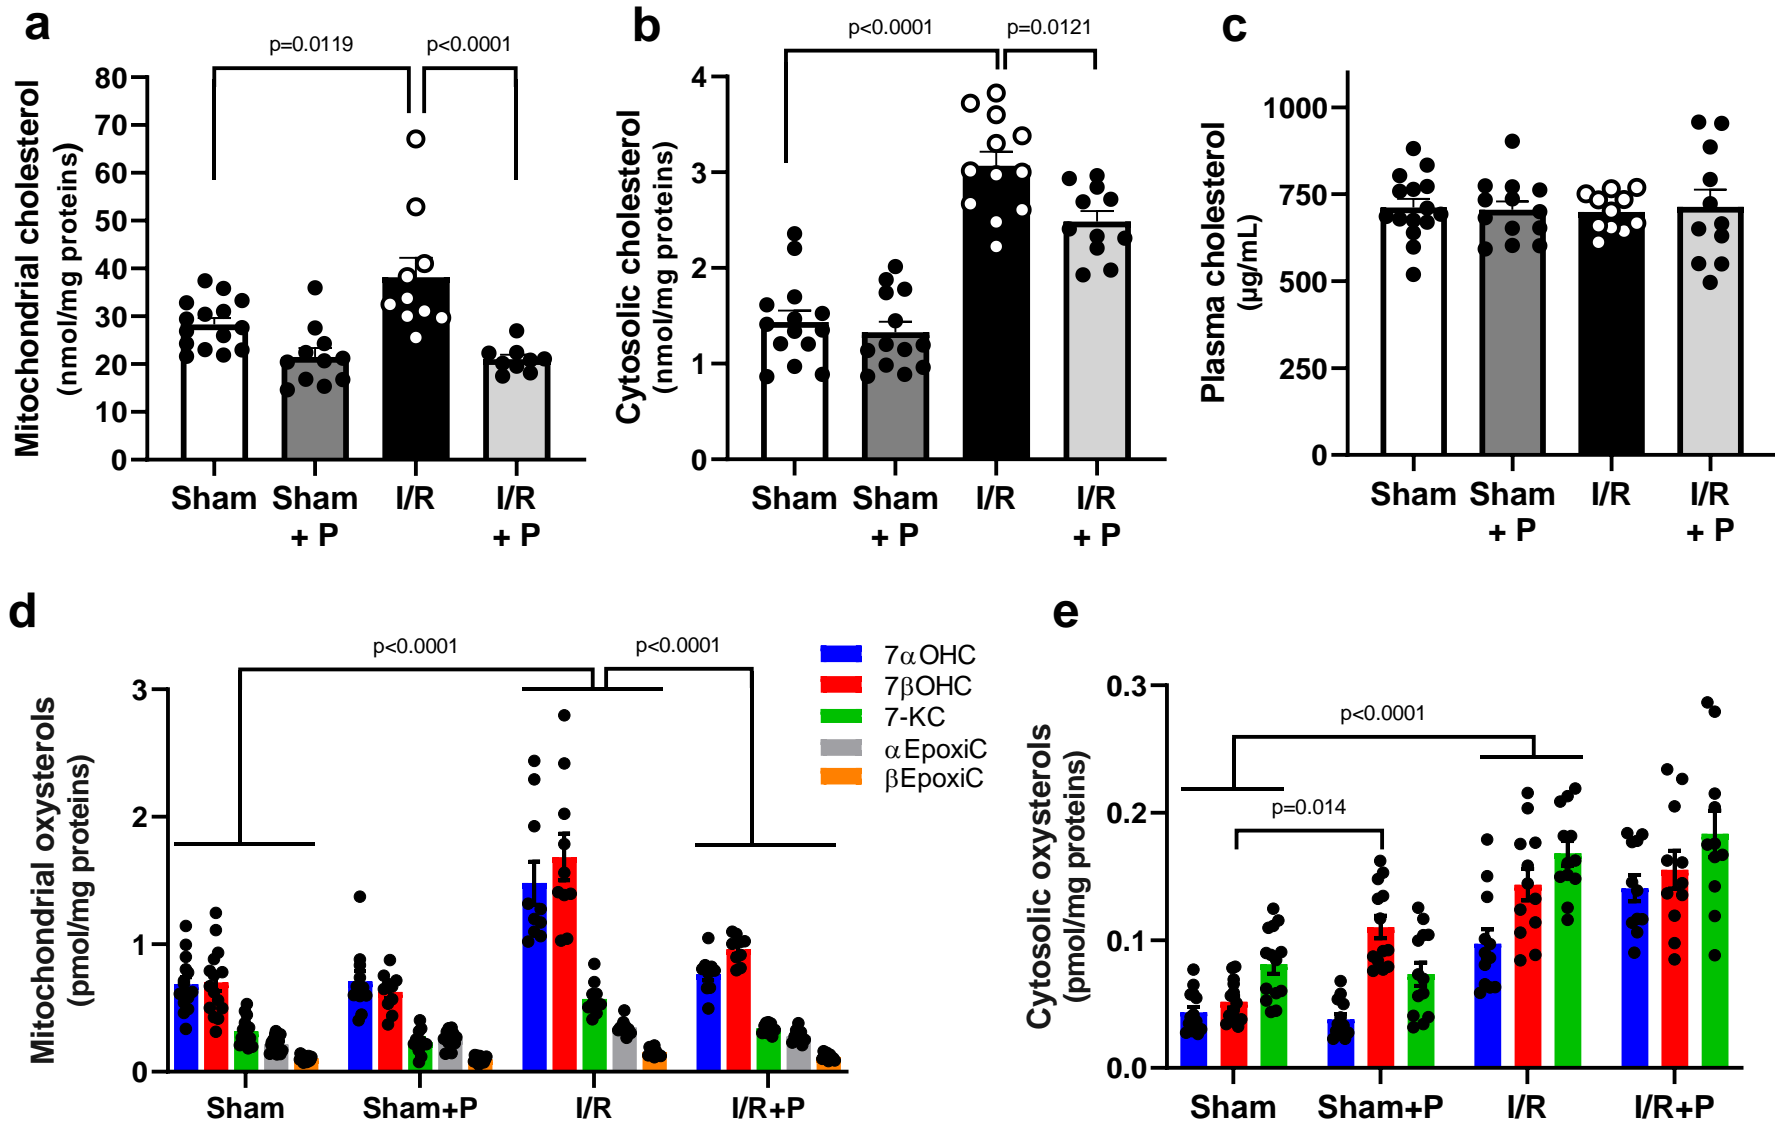 a
p=0.0119
p<0.0001
Mitochondrial cholesterol
(nmol/mg proteins)
80
70
60
50
40
30
20
10
0
Sham
Sham
+ P
I/R
I/R
+ P
b
p<0.0001
p=0.0121
Cytosolic cholesterol
(nmol/mg proteins)
4
3
2
1
0
Sham
Sham
+ P
I/R
I/R
+ P
c
Plasma cholesterol
(µg/mL)
1000
750
500
250
0
Sham
Sham
+ P
I/R
I/R
+ P
d
p<0.0001
p<0.0001
Mitochondrial oxysterols
(pmol/mg proteins)
3
2
1
0
Sham
Sham+P
I/R
I/R+P
7αOHC
7βOHC
7-KC
αEpoxiC
βEpoxiC
e
p<0.0001
p=0.014
Cytosolic oxysterols
(pmol/mg proteins)
0.3
0.2
0.1
0.0
Sham
Sham+P
I/R
I/R+P